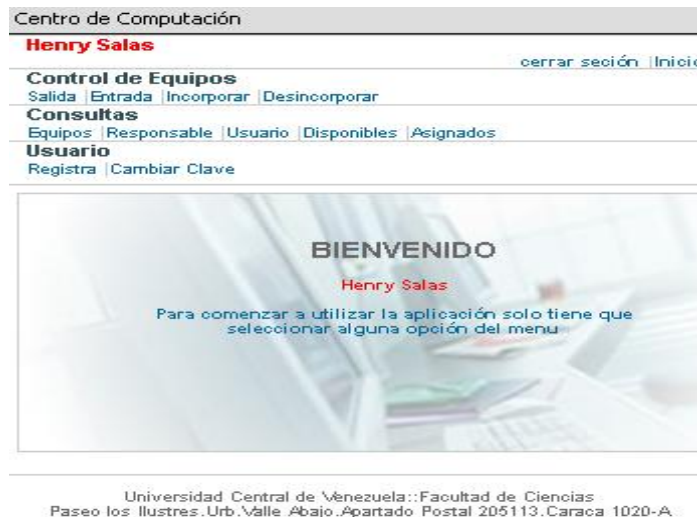 Centro de Computación
Henry Salas
cerrar seción |Inicio
Control de Equipos
Salida |Entrada |Incorporar |Desincorporar
Consultas
Equipos |Responsable |Usuario |Disponibles |Asignados
Usuario
Registra |Cambiar Clave
BIENVENIDO
Henry Salas
Para comenzar a utilizar la aplicación solo tiene que
seleccionar alguna opción del menu
Universidad Central de Venezuela::Facultad de Ciencias
Paseo los Ilustres.Urb.Valle Abajo.Apartado Postal 205113.Caraca 1020-A